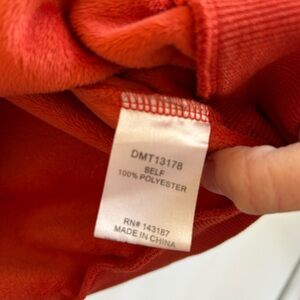 DMT13178
SELF
100% POLYESTER
RN# 143187
MADE IN CHINA